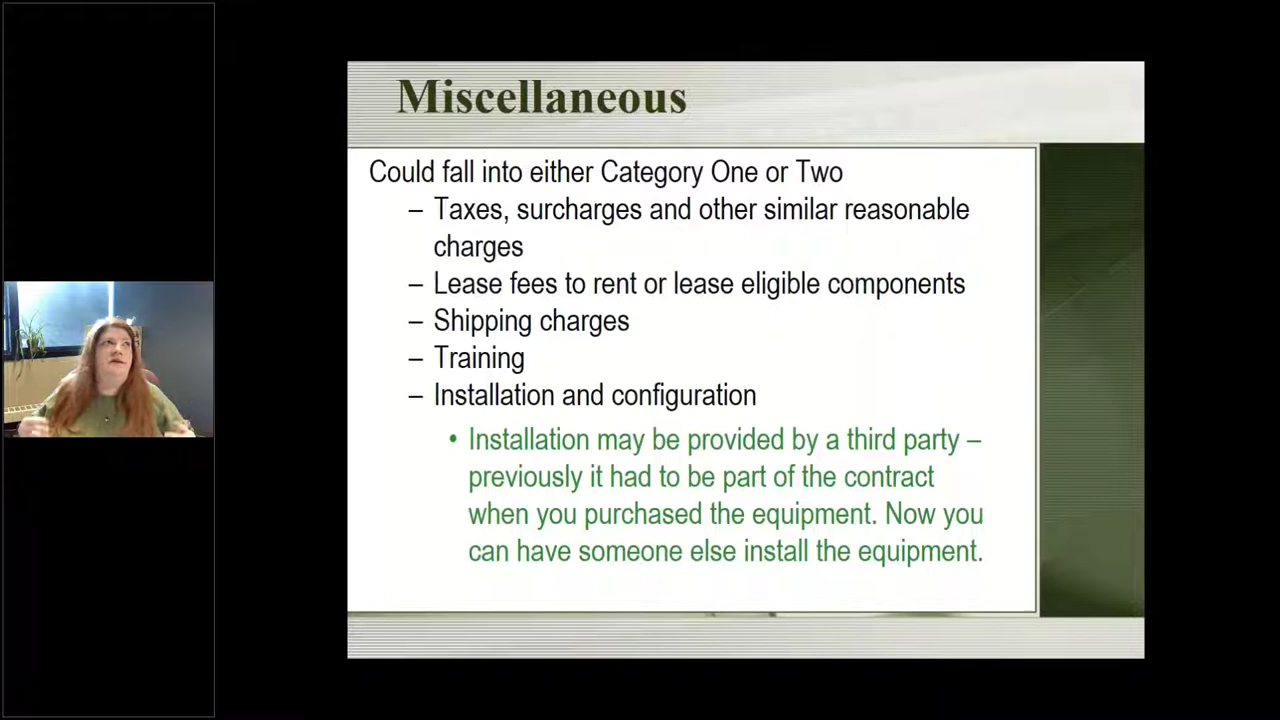 Miscellaneous
Could fall into either Category One or Two
– Taxes, surcharges and other similar reasonable
charges
– Lease fees to rent or lease eligible components
– Shipping charges
– Training
– Installation and configuration
• Installation may be provided by a third party –
previously it had to be part of the contract
when you purchased the equipment. Now you
can have someone else install the equipment.